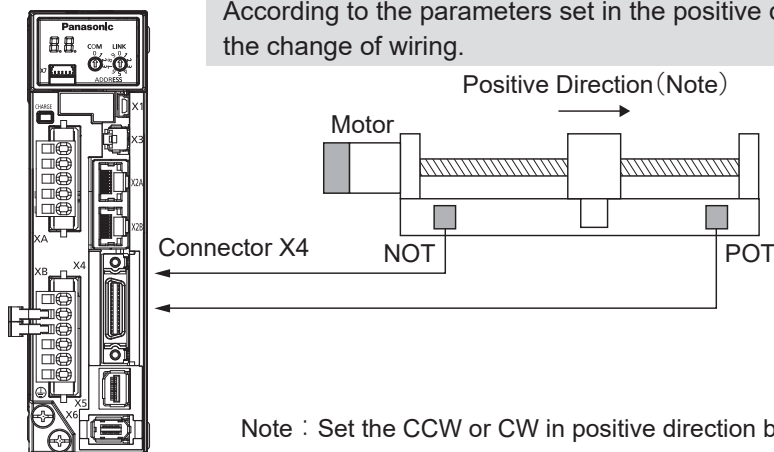 According to the parameters set in the positive
the change of wiring.
Positive Direction（Note）
Motor
Panasonic
COM LINK
X7
ADDRESS
CHARGE
X1
X3
X2A
X2B
XA
XB
X4
X5
X6
Connector X4
NOT
POT
Note：Set the CCW or CW in positive direction